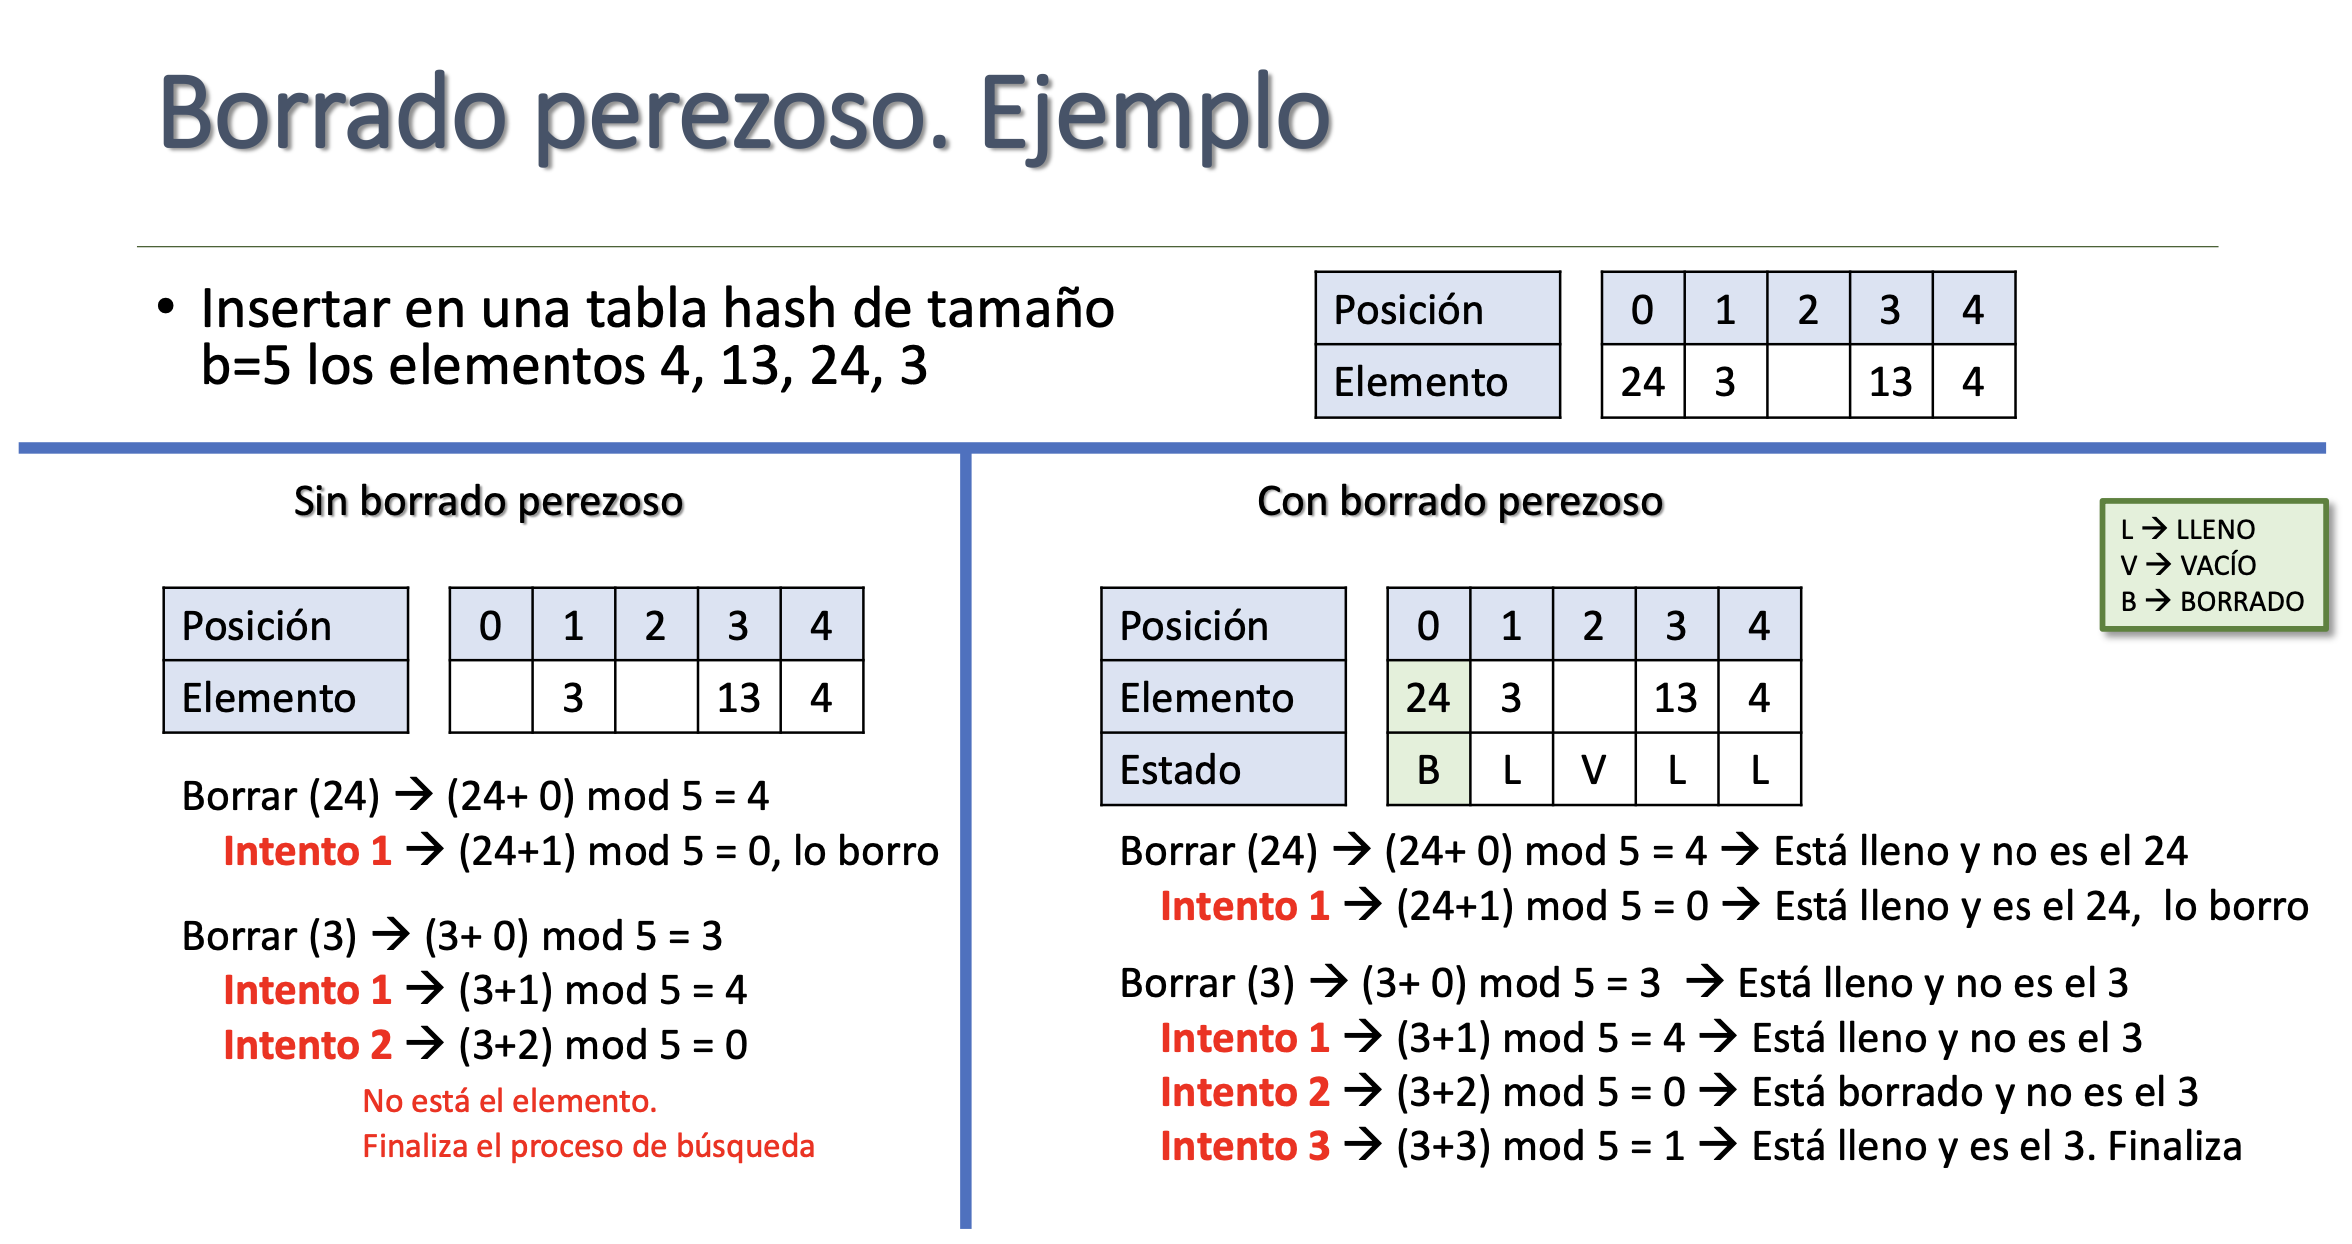 Borrado perezoso. Ejemplo
• Insertar en una tabla hash de tamaño
b=5 los elementos 4, 13, 24, 3
Posición 0 1 2 3 4
Elemento 24 3 13 4
Sin borrado perezoso
Posición 0 1 2 3 4
Elemento 3 13 4
Borrar (24) → (24+ 0) mod 5 = 4
Intento 1 → (24+1) mod 5 = 0, lo borro
Borrar (3) → (3+ 0) mod 5 = 3
Intento 1 → (3+1) mod 5 = 4
Intento 2 → (3+2) mod 5 = 0
No está el elemento.
Finaliza el proceso de búsqueda
Con borrado perezoso
L → LLENO
V → VACÍO
B → BORRADO
Posición 0 1 2 3 4
Elemento 24 3 13 4
Estado B L V L L
Borrar (24) → (24+ 0) mod 5 = 4 → Está lleno y no es el 24
Intento 1 → (24+1) mod 5 = 0 → Está lleno y es el 24, lo borro
Borrar (3) → (3+ 0) mod 5 = 3 → Está lleno y no es el 3
Intento 1 → (3+1) mod 5 = 4 → Está lleno y no es el 3
Intento 2 → (3+2) mod 5 = 0 → Está borrado y no es el 3
Intento 3 → (3+3) mod 5 = 1 → Está lleno y es el 3. Finaliza